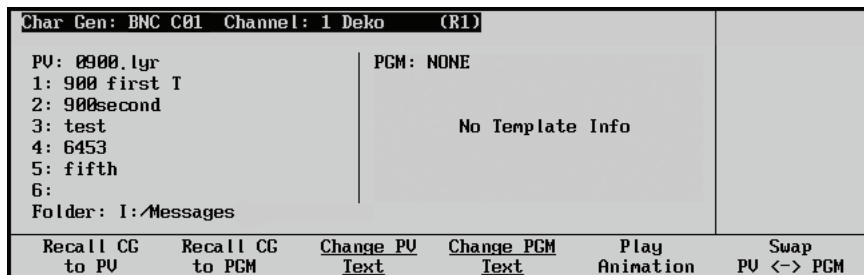 Char Gen: BNC C01 Channel: 1 Deko (R1)
PV: 0900.lyr
PGM: NONE
1: 900 first T
2: 900second
3: test
No Template Info
4: 6453
5: fifth
6:
Folder: I:/Messages
Recall CG to PV
Recall CG to PGM
Change PV Text
Change PGM Text
Play Animation
Swap PV <-> PGM